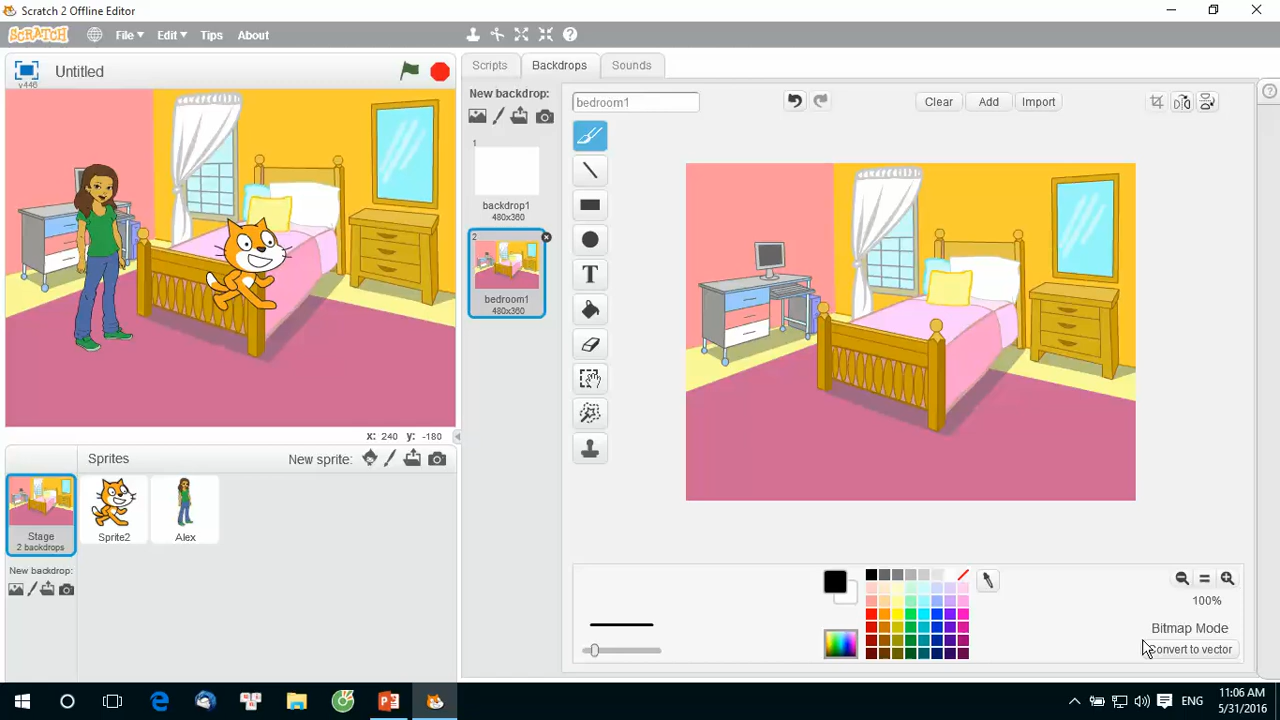 Scratch 2 Offline Editor
SCRATCH File Edit Tips About
v446 Untitled
Scripts Backdrops Sounds
New backdrop:
bedroom1
Clear Add Import
1
backdrop1
480x360
2
bedroom1
480x360
T
x: 240 y: -180
Sprites New sprite:
Stage
2 backdrops
Sprite2
Alex
New backdrop:
100%
Bitmap Mode
Convert to vector
ENG
11:06 AM
5/31/2016